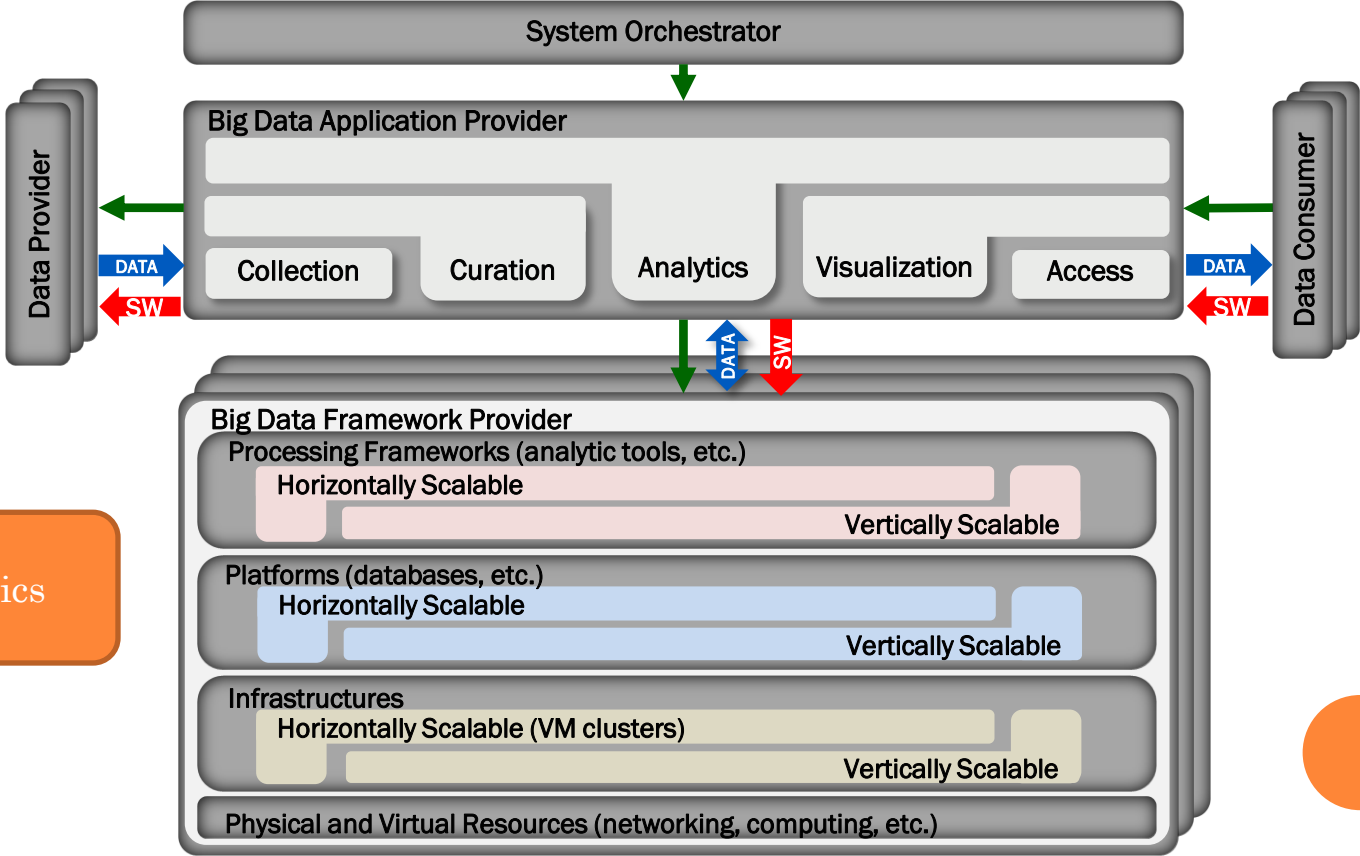 System Orchestrator
Big Data Application Provider
Data Provider
DATA
SW
Collection
Curation
Analytics
Visualization
Access
DATA
SW
Data Consumer
DATA
SW
Big Data Framework Provider
Processing Frameworks (analytic tools, etc.)
Horizontally Scalable
Vertically Scalable
Platforms (databases, etc.)
Horizontally Scalable
Vertically Scalable
ics
Infrastructures
Horizontally Scalable (VM clusters)
Vertically Scalable
Physical and Virtual Resources (networking, computing, etc.)